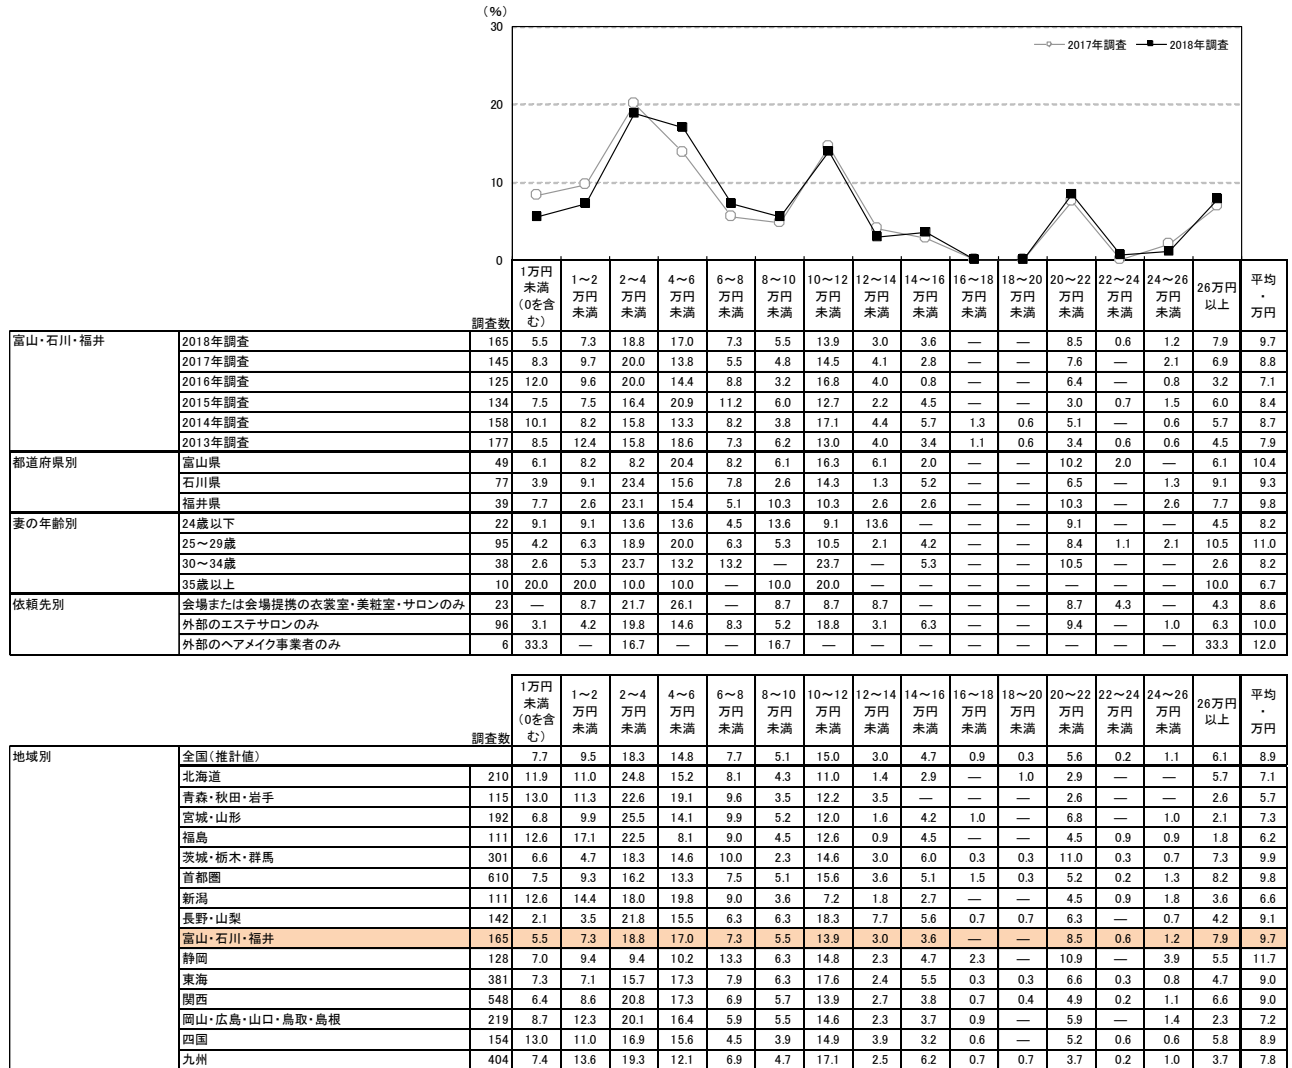 (%)
30
20
10
0
2017年調査 2018年調査
調査数 1万円未満(0を含む) 1～2万円未満 2～4万円未満 4～6万円未満 6～8万円未満 8～10万円未満 10～12万円未満 12～14万円未満 14～16万円未満 16～18万円未満 18～20万円未満 20～22万円未満 22～24万円未満 24～26万円未満 26万円以上 平均・万円
富山・石川・福井 2018年調査 165 5.5 7.3 18.8 17.0 7.3 5.5 13.9 3.0 3.6 — — 8.5 0.6 1.2 7.9 9.7
2017年調査 145 8.3 9.7 20.0 13.8 5.5 4.8 14.5 4.1 2.8 — — 7.6 — 2.1 6.9 8.8
2016年調査 125 12.0 9.6 20.0 14.4 8.8 3.2 16.8 4.0 0.8 — — 6.4 — 0.8 3.2 7.1
2015年調査 134 7.5 7.5 16.4 20.9 11.2 6.0 12.7 2.2 4.5 — — 3.0 0.7 1.5 6.0 8.4
2014年調査 158 10.1 8.2 15.8 13.3 8.2 3.8 17.1 4.4 5.7 1.3 0.6 5.1 — 0.6 5.7 8.7
2013年調査 177 8.5 12.4 15.8 18.6 7.3 6.2 13.0 4.0 3.4 1.1 0.6 3.4 0.6 0.6 4.5 7.9
都道府県別 富山県 49 6.1 8.2 8.2 20.4 8.2 6.1 16.3 6.1 2.0 — — 10.2 2.0 — 6.1 10.4
石川県 77 3.9 9.1 23.4 15.6 7.8 2.6 14.3 1.3 5.2 — — 6.5 — 1.3 9.1 9.3
福井県 39 7.7 2.6 23.1 15.4 5.1 10.3 10.3 2.6 2.6 — — 10.3 — 2.6 7.7 9.8
妻の年齢別 24歳以下 22 9.1 9.1 13.6 13.6 4.5 13.6 9.1 13.6 — — — 9.1 — — 4.5 8.2
25～29歳 95 4.2 6.3 18.9 20.0 6.3 5.3 10.5 2.1 4.2 — — 8.4 1.1 2.1 10.5 11.0
30～34歳 38 2.6 5.3 23.7 13.2 13.2 — 23.7 — 5.3 — — 10.5 — — 2.6 8.2
35歳以上 10 20.0 20.0 10.0 10.0 — 10.0 20.0 — — — — — — — 10.0 6.7
依頼先別 会場または会場提携の衣裳室・美粧室・サロンのみ 23 — 8.7 21.7 26.1 — 8.7 8.7 8.7 — — — 8.7 4.3 — 4.3 8.6
外部のエステサロンのみ 96 3.1 4.2 19.8 14.6 8.3 5.2 18.8 3.1 6.3 — — 9.4 — 1.0 6.3 10.0
外部のヘアメイク事業者のみ 6 33.3 — 16.7 — — 16.7 — — — — — — — — 33.3 12.0
調査数 1万円未満(0を含む) 1～2万円未満 2～4万円未満 4～6万円未満 6～8万円未満 8～10万円未満 10～12万円未満 12～14万円未満 14～16万円未満 16～18万円未満 18～20万円未満 20～22万円未満 22～24万円未満 24～26万円未満 26万円以上 平均・万円
地域別 全国(推計値) 7.7 9.5 18.3 14.8 7.7 5.1 15.0 3.0 4.7 0.9 0.3 5.6 0.2 1.1 6.1 8.9
北海道 210 11.9 11.0 24.8 15.2 8.1 4.3 11.0 1.4 2.9 — 1.0 2.9 — — 5.7 7.1
青森・秋田・岩手 115 13.0 11.3 22.6 19.1 9.6 3.5 12.2 3.5 — — — 2.6 — — 2.6 5.7
宮城・山形 192 6.8 9.9 25.5 14.1 9.9 5.2 12.0 1.6 4.2 1.0 — 6.8 — 1.0 2.1 7.3
福島 111 12.6 17.1 22.5 8.1 9.0 4.5 12.6 0.9 4.5 — — 4.5 0.9 0.9 1.8 6.2
茨城・栃木・群馬 301 6.6 4.7 18.3 14.6 10.0 2.3 14.6 3.0 6.0 0.3 0.3 11.0 0.3 0.7 7.3 9.9
首都圏 610 7.5 9.3 16.2 13.3 7.5 5.1 15.6 3.6 5.1 1.5 0.3 5.2 0.2 1.3 8.2 9.8
新潟 111 12.6 14.4 18.0 19.8 9.0 3.6 7.2 1.8 2.7 — — 4.5 0.9 1.8 3.6 6.6
長野・山梨 142 2.1 3.5 21.8 15.5 6.3 6.3 18.3 7.7 5.6 0.7 0.7 6.3 — 0.7 4.2 9.1
富山・石川・福井 165 5.5 7.3 18.8 17.0 7.3 5.5 13.9 3.0 3.6 — — 8.5 0.6 1.2 7.9 9.7
静岡 128 7.0 9.4 9.4 10.2 13.3 6.3 14.8 2.3 4.7 2.3 — 10.9 — 3.9 5.5 11.7
東海 381 7.3 7.1 15.7 17.3 7.9 6.3 17.6 2.4 5.5 0.3 0.3 6.6 0.3 0.8 4.7 9.0
関西 548 6.4 8.6 20.8 17.3 6.9 5.7 13.9 2.7 3.8 0.7 0.4 4.9 0.2 1.1 6.6 9.0
岡山・広島・山口・鳥取・島根 219 8.7 12.3 20.1 16.4 5.9 5.5 14.6 2.3 3.7 0.9 — 5.9 — 1.4 2.3 7.2
四国 154 13.0 11.0 16.9 15.6 4.5 3.9 14.9 3.9 3.2 0.6 — 5.2 0.6 0.6 5.8 8.9
九州 404 7.4 13.6 19.3 12.1 6.9 4.7 17.1 2.5 6.2 0.7 0.7 3.7 0.2 1.0 3.7 7.8